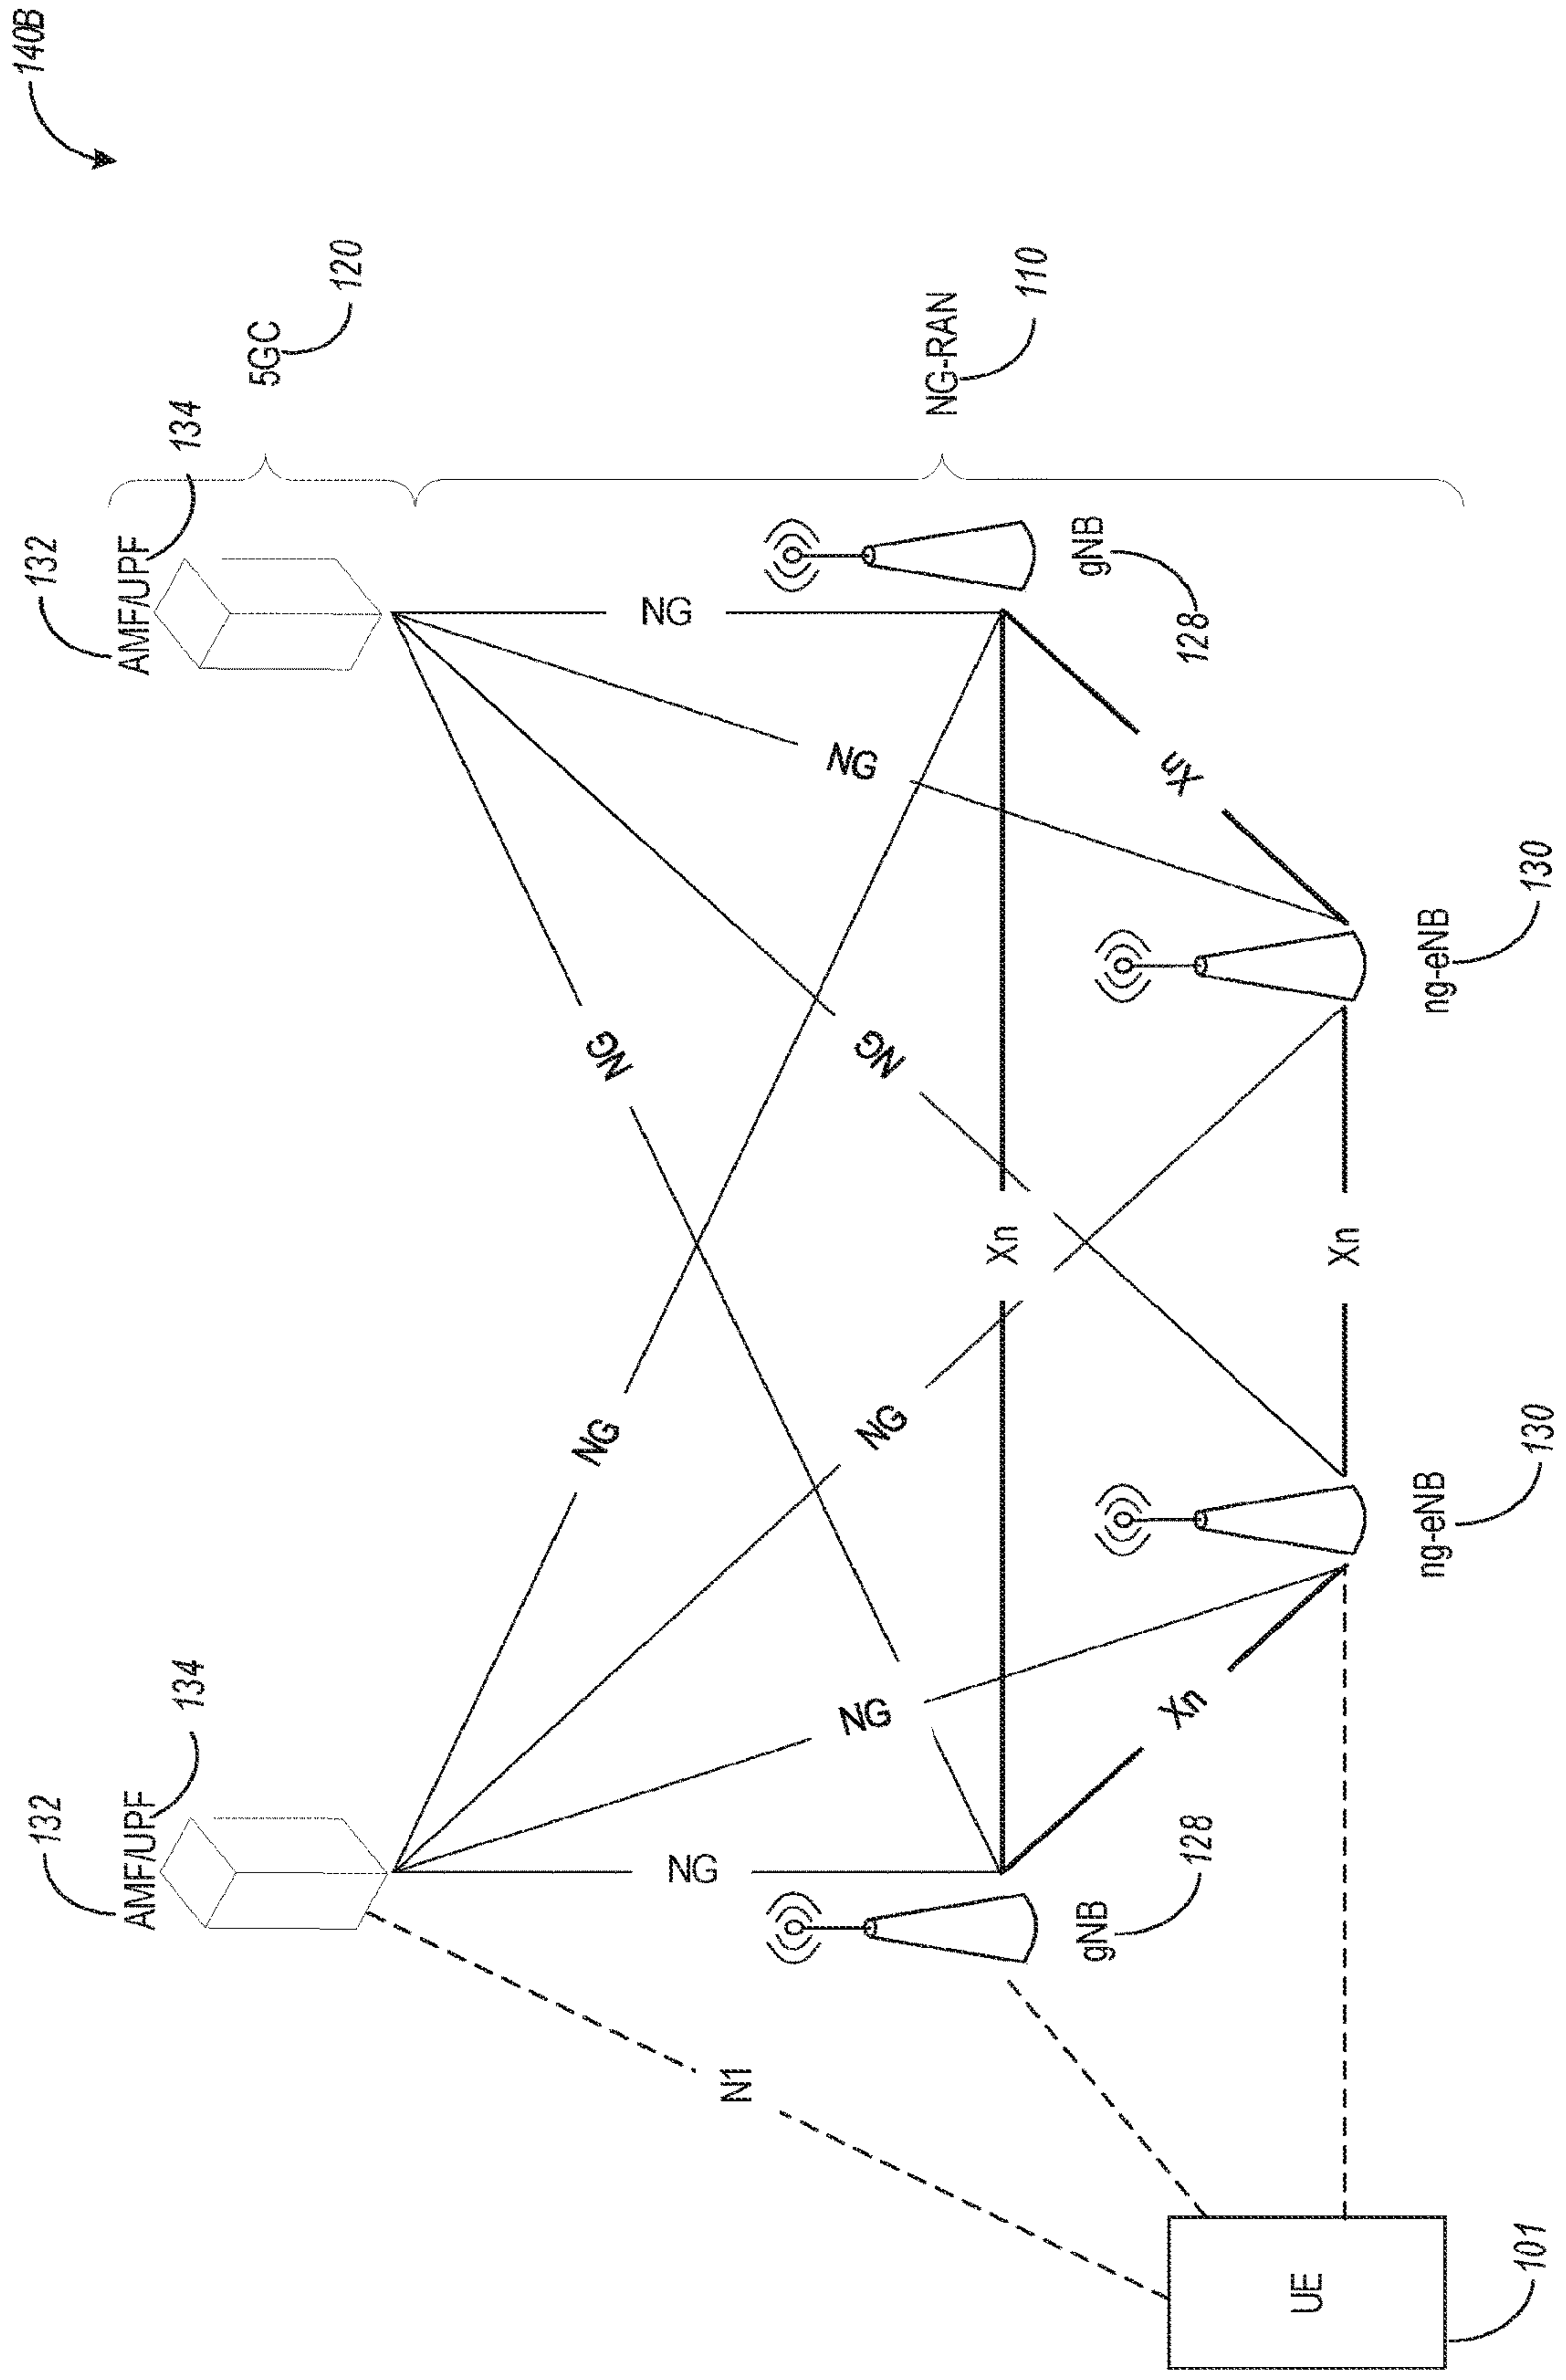 140B
132
132
AMF/UPF
AMF/UPF
134
134
5GC
120
NG
NG
NG
NG
N1
NG
NG
NG
NG
NG-RAN
Xn
110
gNB
gNB
128
Xn
Xn
128
UE
Xn
ng-eNB
ng-eNB
101
130
130